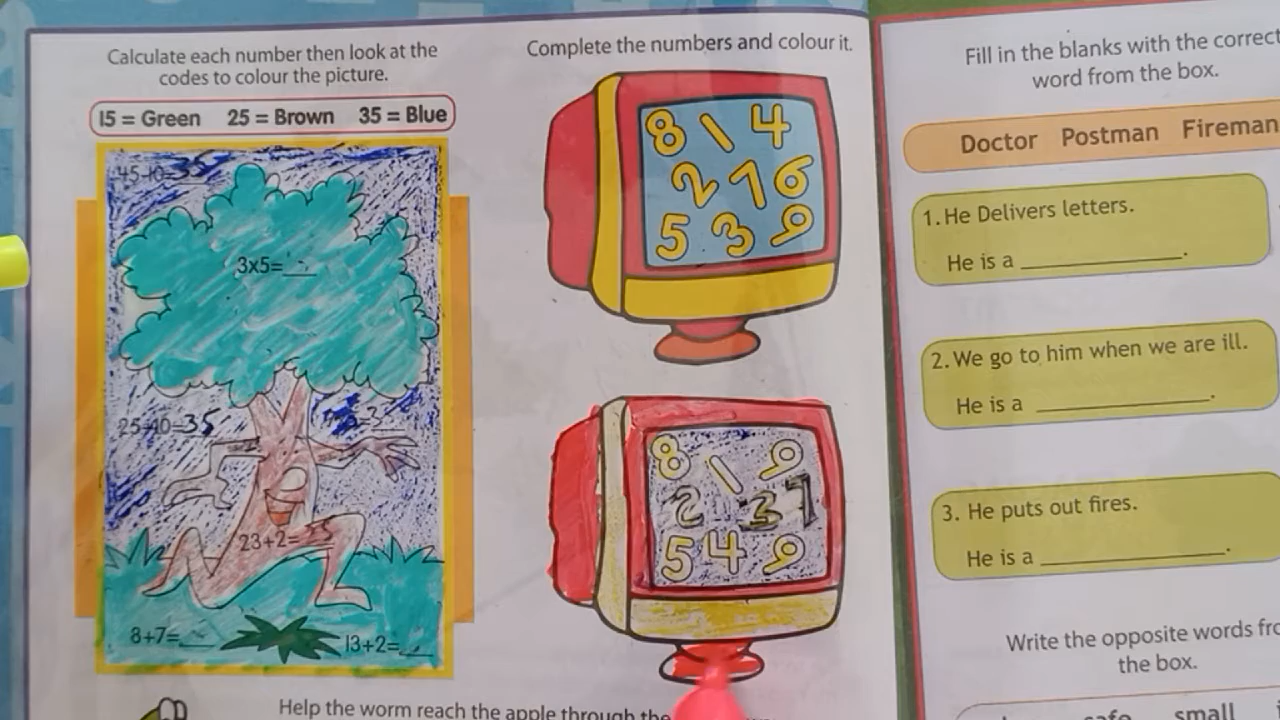 Calculate each number then look at the
codes to colour the picture.
15 = Green 25 = Brown 35 = Blue
45-10=35
3x5=
25+10=35
23+2=
8+7=
13+2=
Complete the numbers and colour it.
8 1 4
2 7 6
5 3 9
8 1 9
2 3 7
5 4 9
Help the worm reach the apple through the
Fill in the blanks with the correct
word from the box.
Doctor Postman Fireman
1. He Delivers letters.
He is a ____________.
2. We go to him when we are ill.
He is a ____________.
3. He puts out fires.
He is a ____________.
Write the opposite words
the box.
small